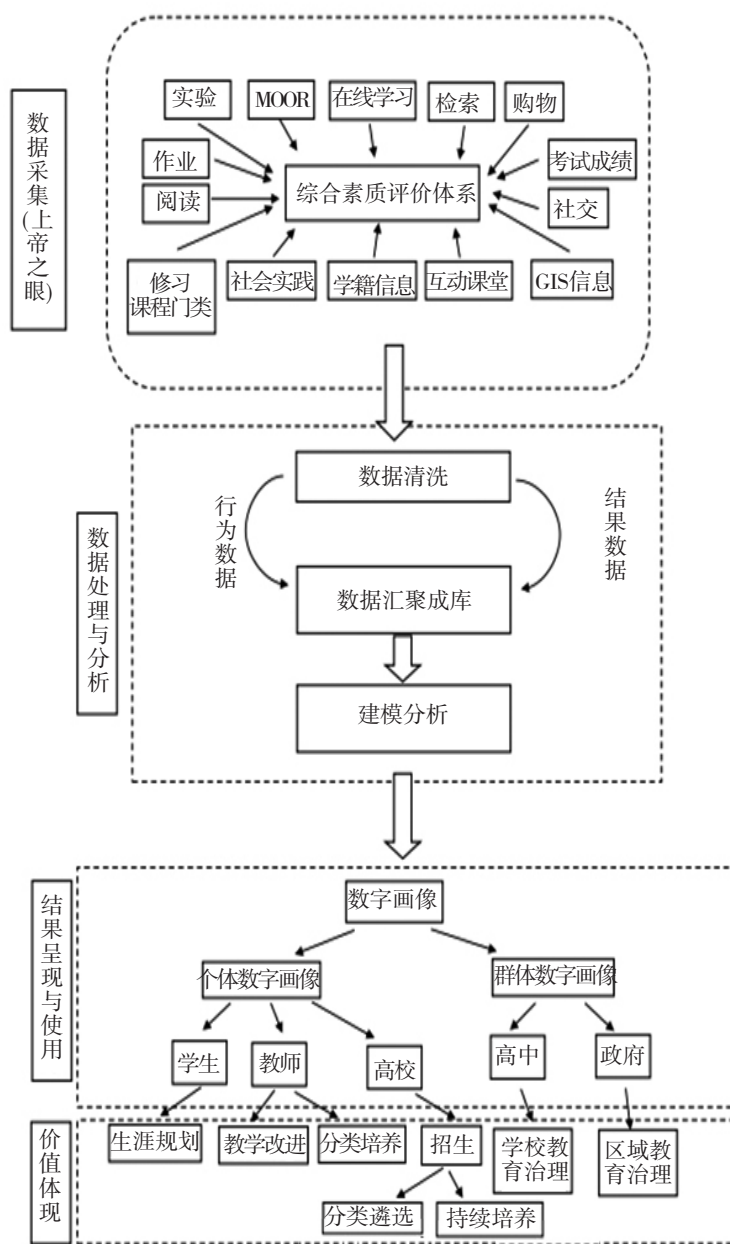 数据采集(上帝之眼)
实验
MOOR
在线学习
检索
购物
作业
考试成绩
综合素质评价体系
阅读
社交
修习
课程门类
社会实践
学籍信息
互动课堂
GIS信息
数据处理与分析
数据清洗
行为数据
结果数据
数据汇聚成库
建模分析
结果呈现与使用
数字画像
个体数字画像
群体数字画像
学生
教师
高校
高中
政府
价值体现
生涯规划
教学改进
分类培养
招生
学校教
育治理
区域教
育治理
分类遴选
持续培养